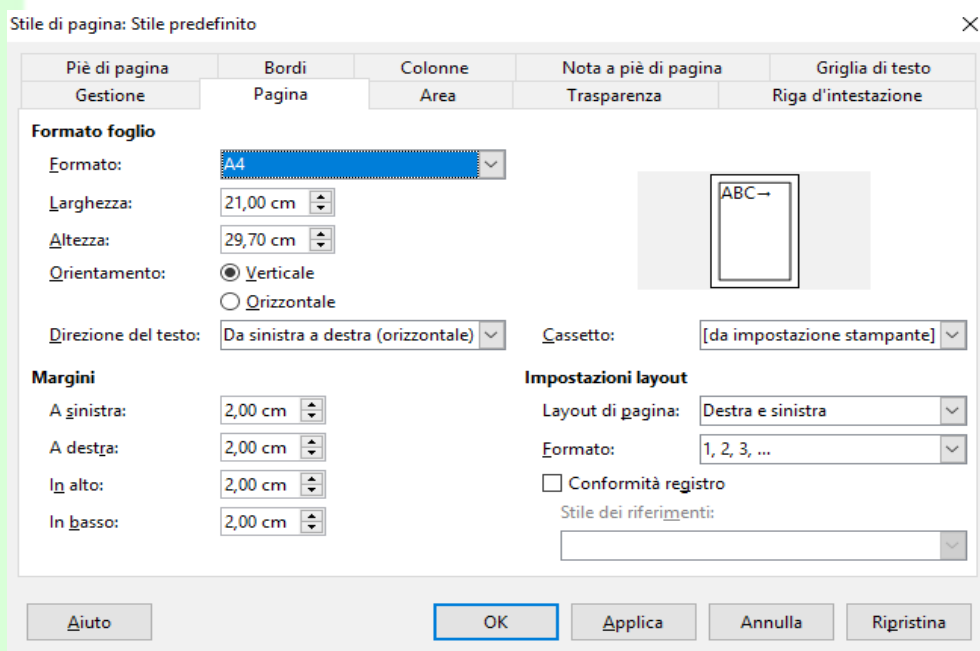 Stile di pagina: Stile predefinito
Piè di pagina Bordi Colonne Nota a piè di pagina Griglia di testo
Gestione Pagina Area Trasparenza Riga d'intestazione
Formato foglio
Formato: A4
ABC→
Larghezza: 21,00 cm
Altezza: 29,70 cm
Orientamento: Verticale
Orizzontale
Direzione del testo: Da sinistra a destra (orizzontale) Cassetto: [da impostazione stampante]
Margini Impostazioni layout
A sinistra: 2,00 cm Layout di pagina: Destra e sinistra
A destra: 2,00 cm Formato: 1, 2, 3, ...
In alto: 2,00 cm Conformità registro
Stile dei riferimenti:
In basso: 2,00 cm
Aiuto OK Applica Annulla Ripristina